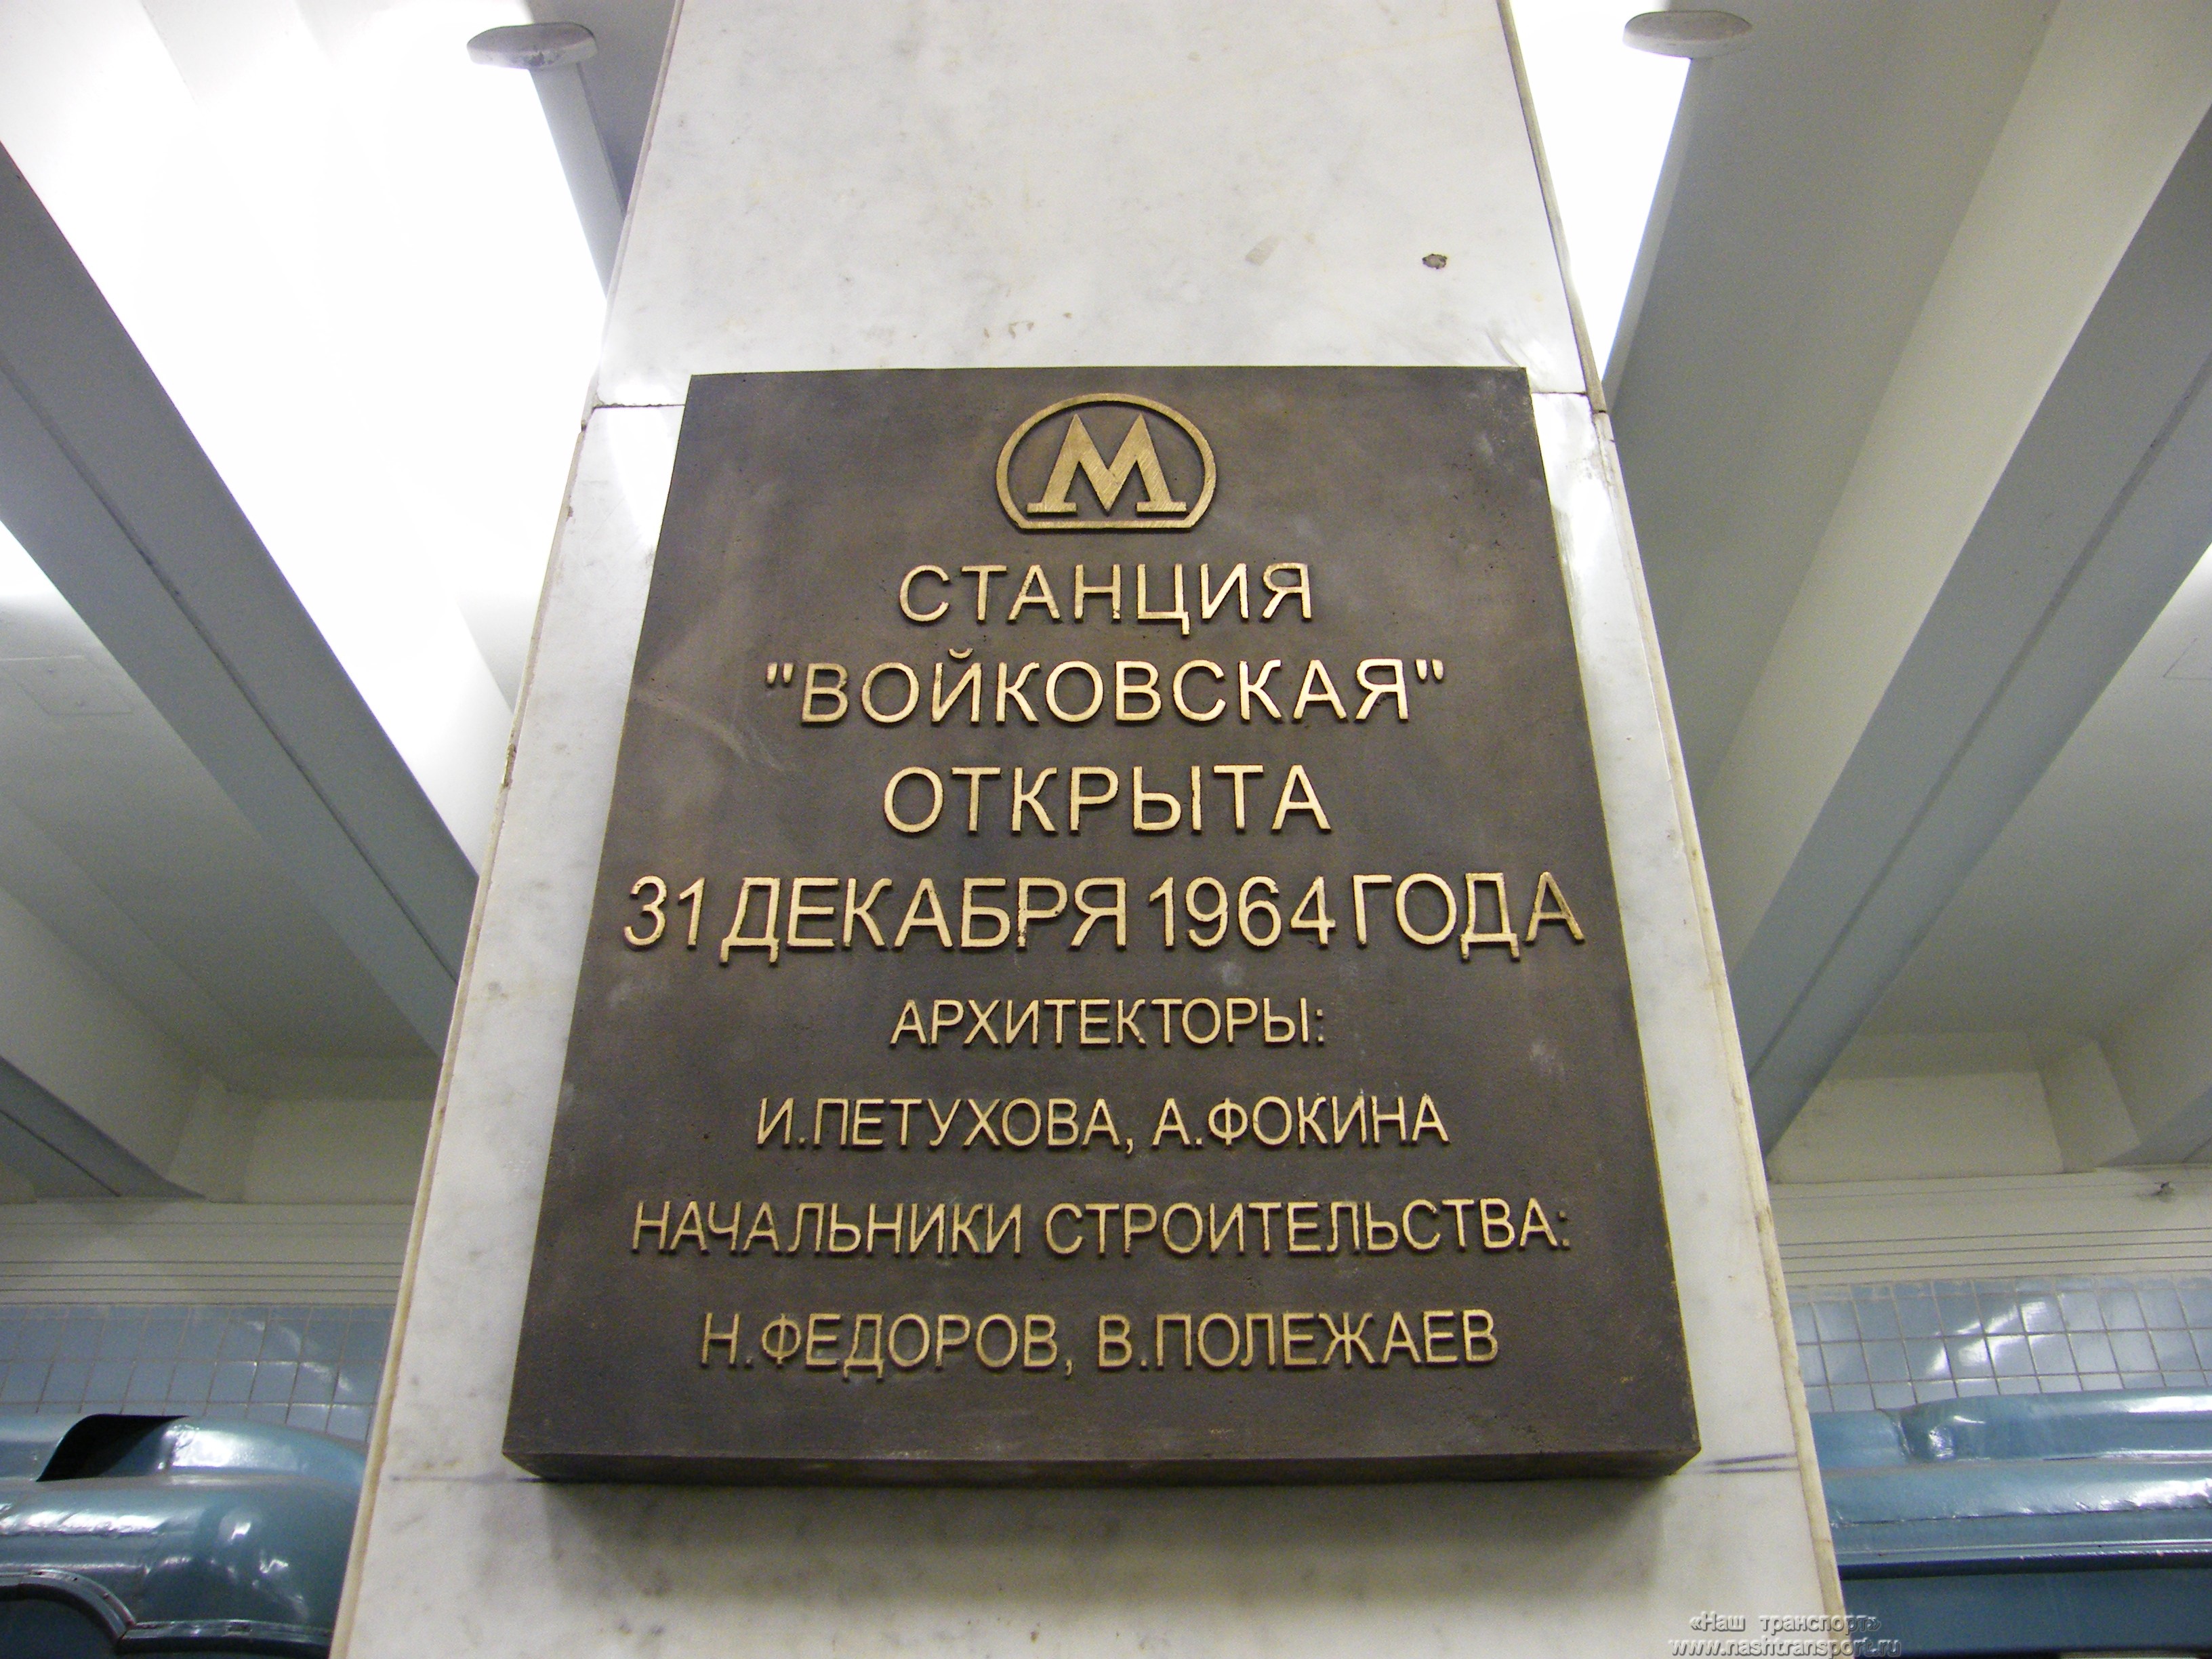 М
СТАНЦИЯ
"ВОЙКОВСКАЯ"
ОТКРЫТА
31 ДЕКАБРЯ 1964 ГОДА
АРХИТЕКТОРЫ:
И.ПЕТУХОВА, А.ФОКИНА
НАЧАЛЬНИКИ СТРОИТЕЛЬСТВА:
Н.ФЕДОРОВ, В.ПОЛЕЖАЕВ
«Наш транспорт»
www.nashtransport.ru